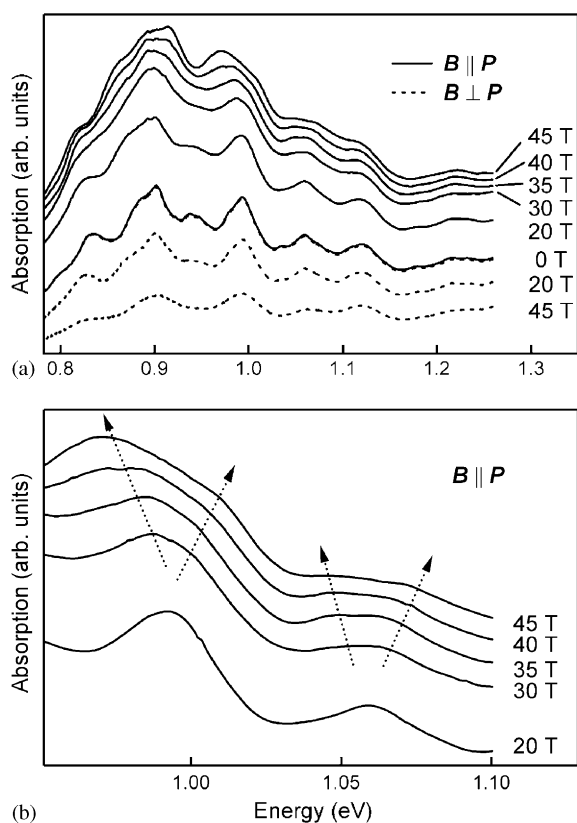 Absorption (arb. units)
B || P
B ⊥ P
45 T
40 T
35 T
30 T
20 T
0 T
20 T
45 T
(a)
0.8 0.9 1.0 1.1 1.2 1.3
Absorption (arb. units)
B || P
45 T
40 T
35 T
30 T
20 T
1.00 1.05 1.10
(b)
Energy (eV)